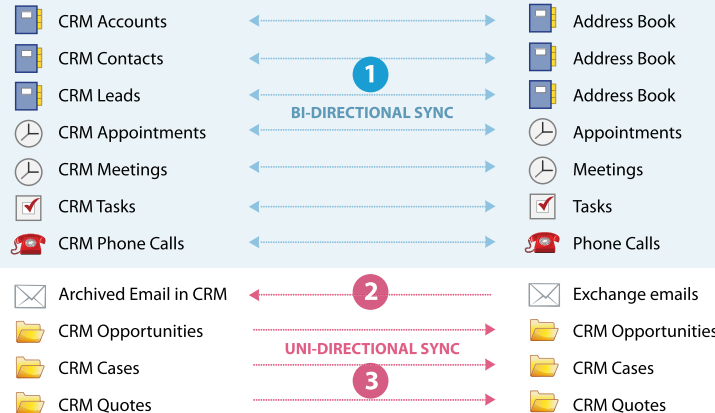 CRM Accounts Address Book
CRM Contacts Address Book
1
CRM Leads Address Book
BI-DIRECTIONAL SYNC
CRM Appointments Appointments
CRM Meetings Meetings
CRM Tasks Tasks
CRM Phone Calls Phone Calls
Archived Email in CRM 2 Exchange emails
CRM Opportunities CRM Opportunities
UNI-DIRECTIONAL SYNC
CRM Cases CRM Cases
3
CRM Quotes CRM Quotes